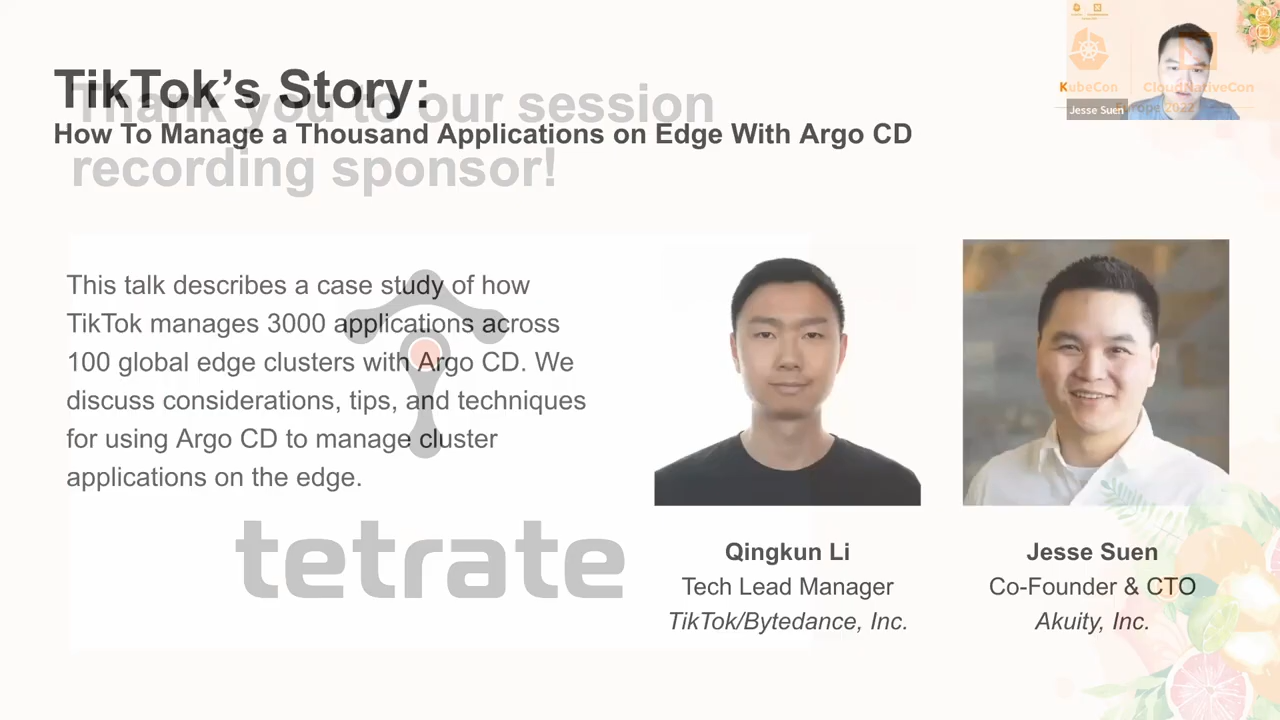 TikTok's Story:
Thank you to our session
How To Manage a Thousand Applications on Edge With Argo CD
recording sponsor!
KubeCon
CloudNativeCon
Europe 2022
Jesse Suen
This talk describes a case study of how
TikTok manages 3000 applications across
100 global edge clusters with Argo CD. We
discuss considerations, tips, and techniques
for using Argo CD to manage cluster
applications on the edge.
tetrate
Qingkun Li
Tech Lead Manager
TikTok/Bytedance, Inc.
Jesse Suen
Co-Founder & CTO
Akuity, Inc.